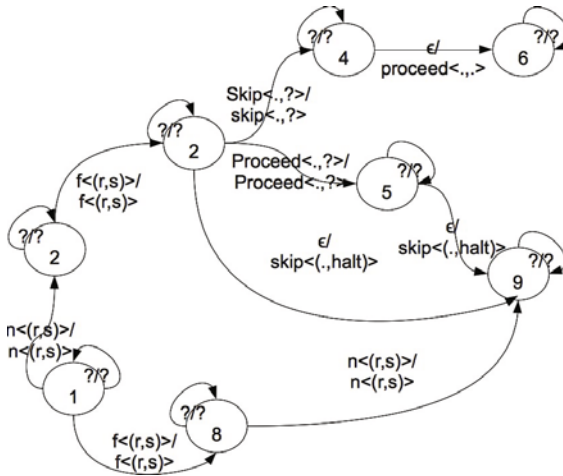 ?/?
4
ϵ/
proceed<.,.>
?/?
6
Skip<.,?>/
skip<.,?>
?/?
2
Proceed<.,?>/
Proceed<.,?>
?/?
5
f<(r,s)>/
f<(r,s)>
?/?
2
ϵ/
skip<(.,halt)>
ϵ/
skip<(.,halt)>
?/?
9
n<(r,s)>/
n<(r,s)>
?/?
1
n<(r,s)>/
n<(r,s)>
?/?
8
f<(r,s)>/
f<(r,s)>